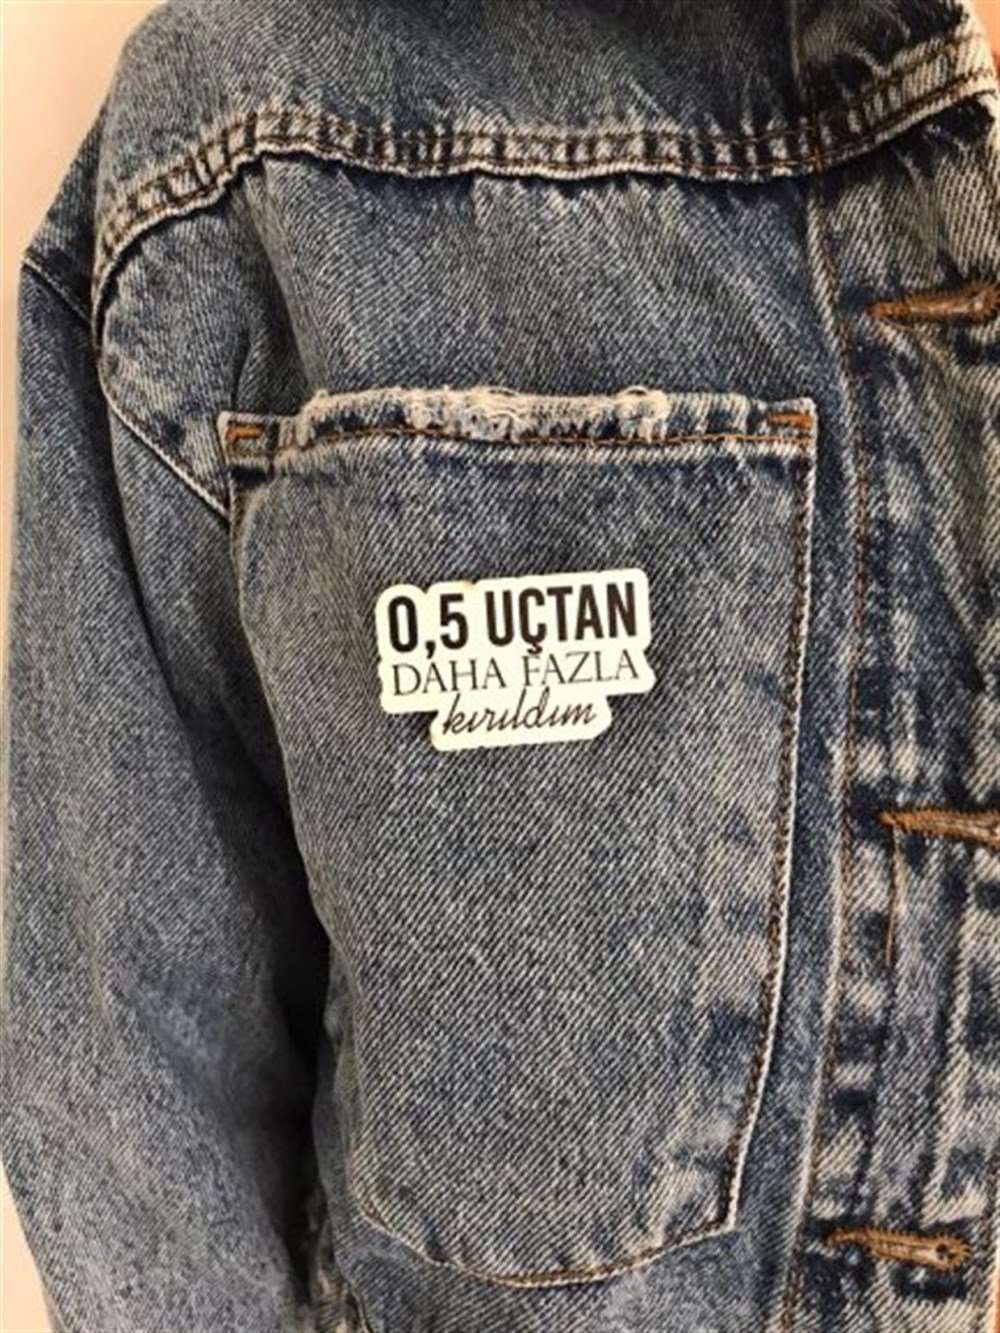 0,5 UÇTAN
DAHA FAZLA
kırıldım